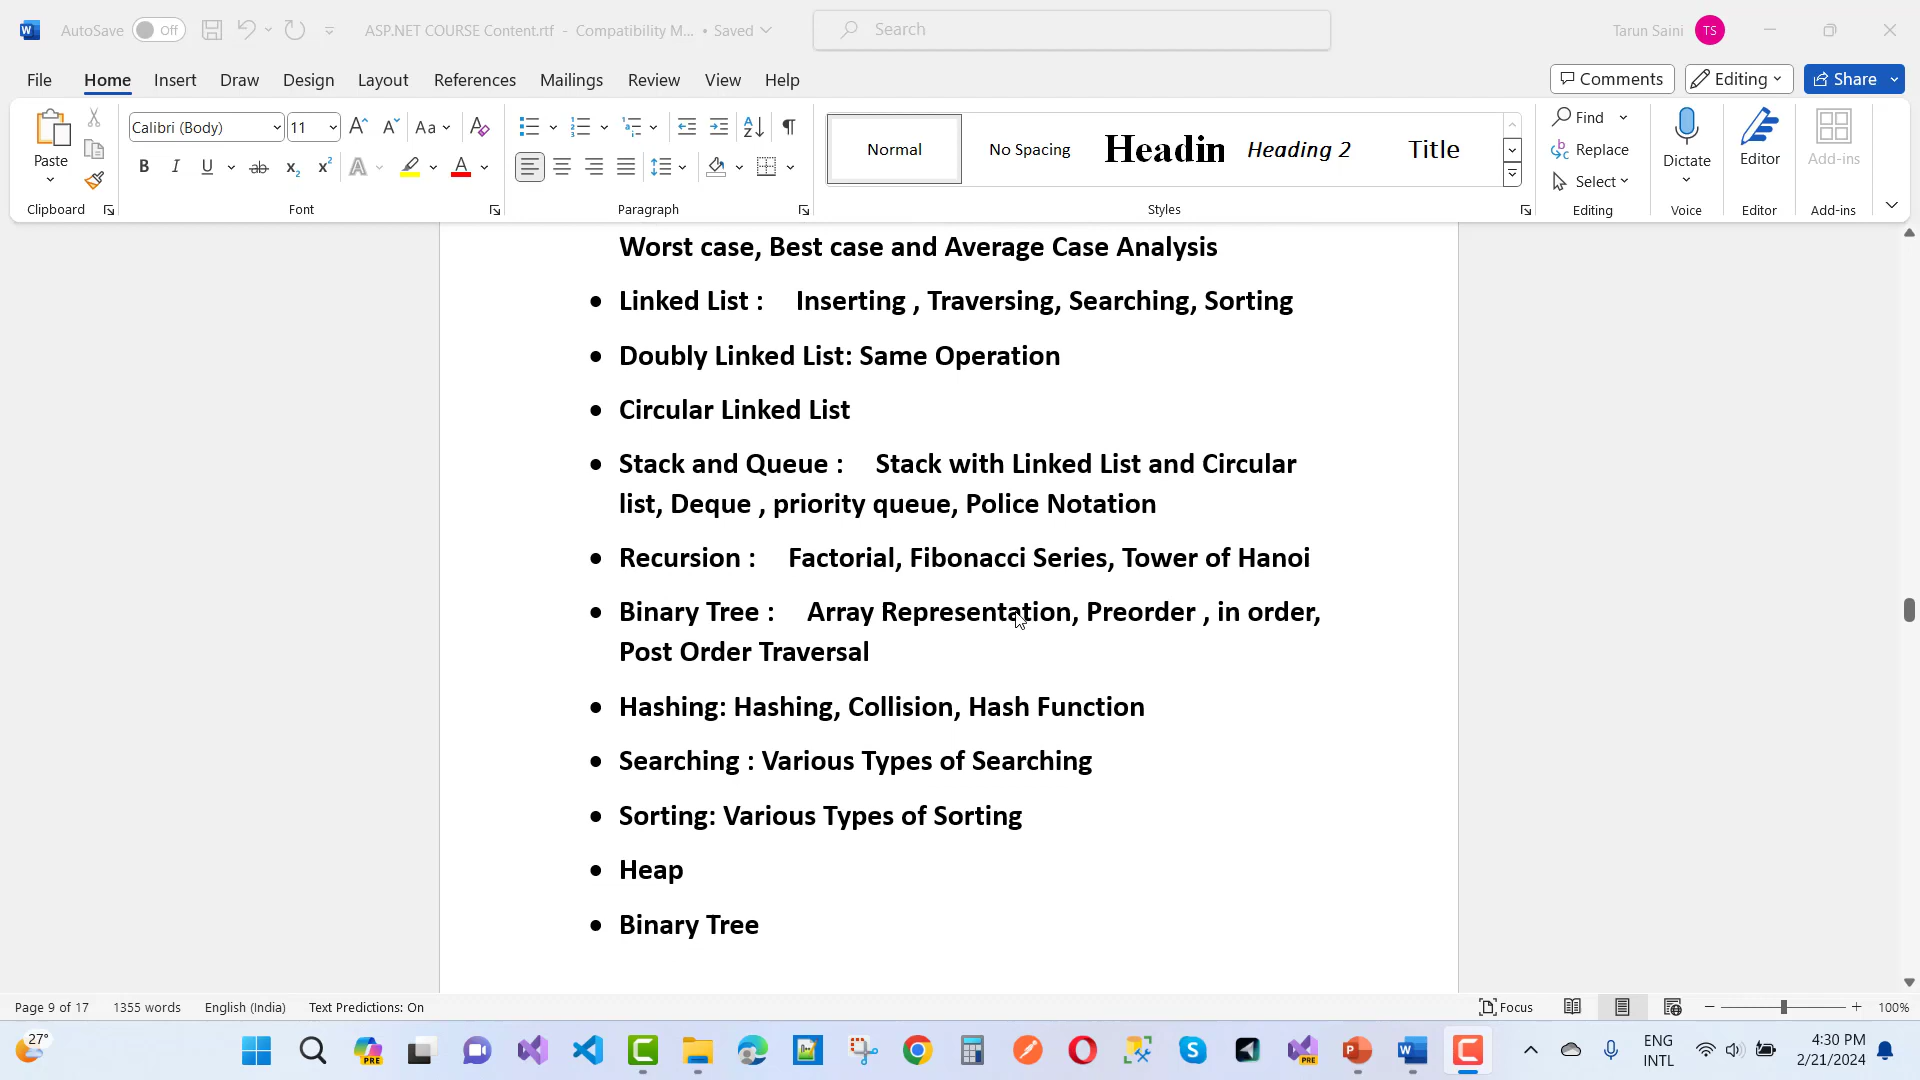 AutoSave Off ASP.NET COURSE Content.rtf - Compatibility M... • Saved Search Tarun Saini TS
File Home Insert Draw Design Layout References Mailings Review View Help Comments Editing Share
Calibri (Body) 11 Aa Find
Paste Normal No Spacing Headin Heading 2 Title Replace Dictate Editor Add-ins
B I U ab x₂ x² A A Select
Clipboard Font Paragraph Styles Editing Voice Editor Add-ins
Worst case, Best case and Average Case Analysis
• Linked List : Inserting , Traversing, Searching, Sorting
• Doubly Linked List: Same Operation
• Circular Linked List
• Stack and Queue : Stack with Linked List and Circular
list, Deque , priority queue, Police Notation
• Recursion : Factorial, Fibonacci Series, Tower of Hanoi
• Binary Tree : Array Representation, Preorder , in order,
Post Order Traversal
• Hashing: Hashing, Collision, Hash Function
• Searching : Various Types of Searching
• Sorting: Various Types of Sorting
• Heap
• Binary Tree
Page 9 of 17 1355 words English (India) Text Predictions: On Focus 100%
27° PRE PRE ENG 4:30 PM
INTL 2/21/2024